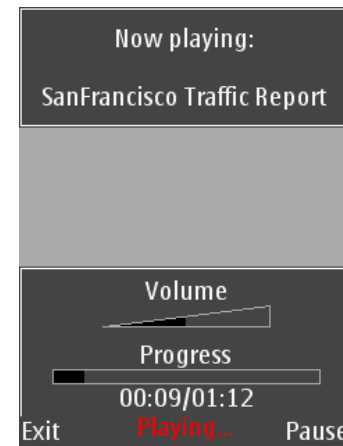 Now playing:
SanFrancisco Traffic Report
Volume
Progress
00:09/01:12
Exit Playing... Pause